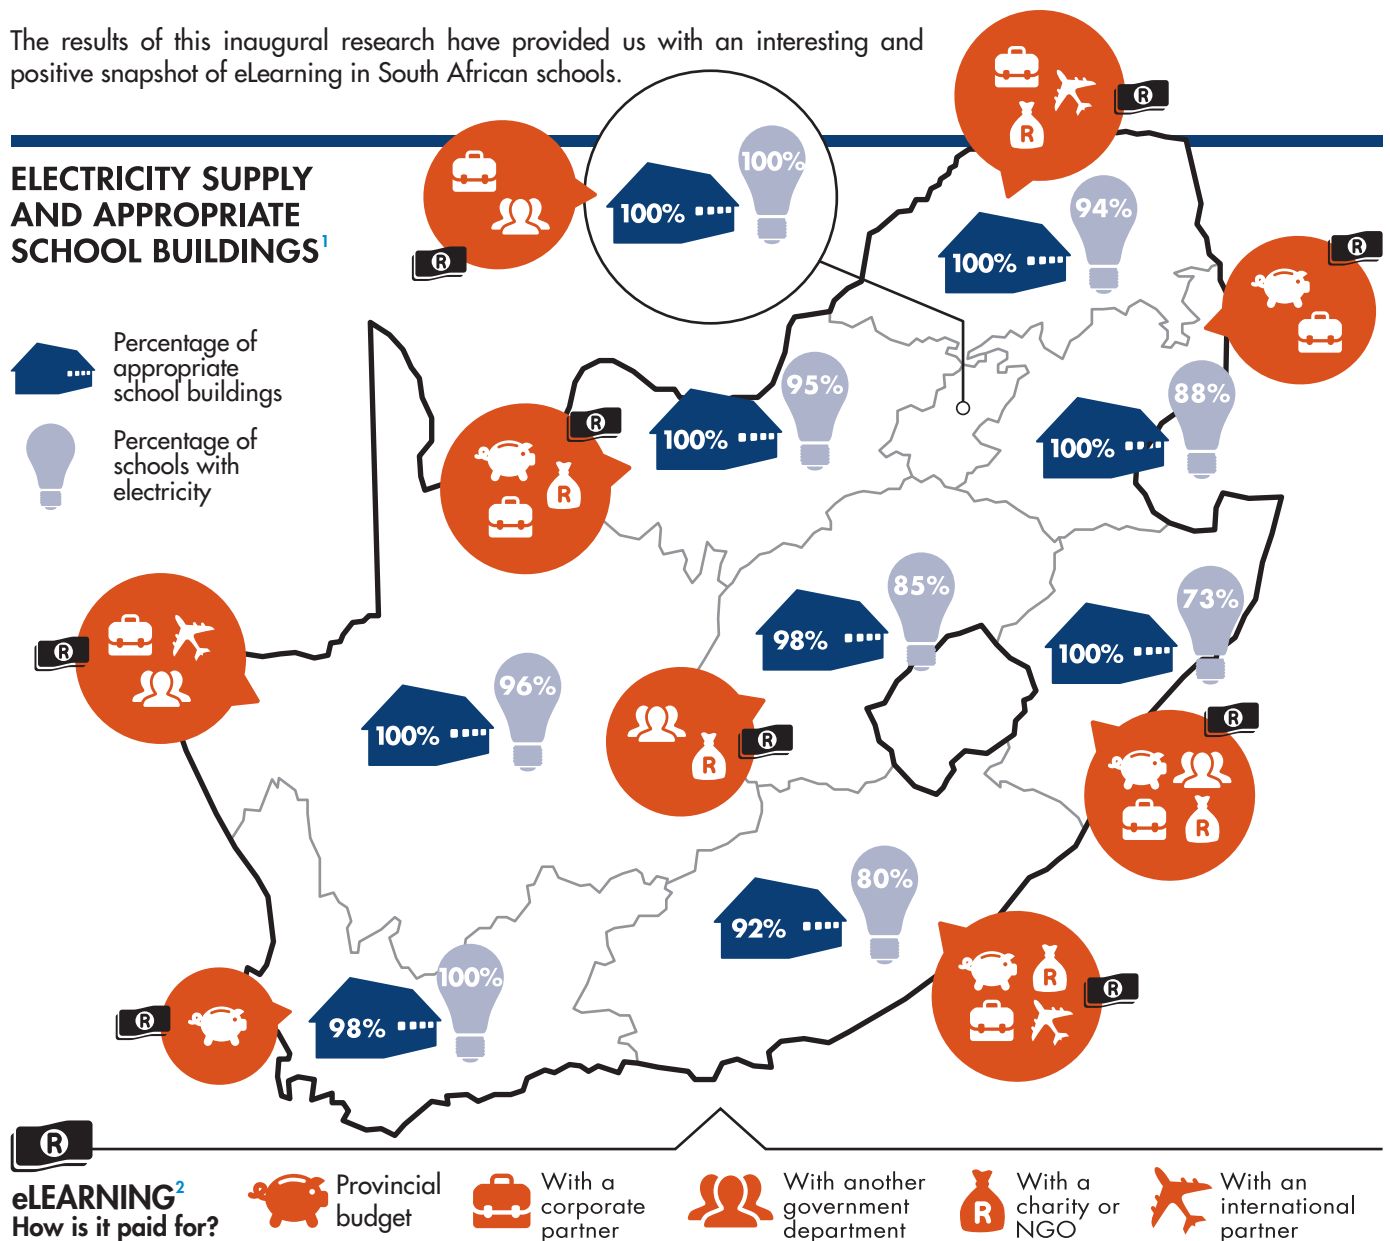 The results of this inaugural research have provided us with an interesting and
positive snapshot of eLearning in South African schools.
ELECTRICITY SUPPLY
AND APPROPRIATE
SCHOOL BUILDINGS¹
Percentage of
appropriate
school buildings
Percentage of
schools with
electricity
100%
100%
R
R
R
94%
100%
R
95%
100%
R
R
88%
100%
85%
98%
73%
100%
R
96%
100%
R
R
R
R
80%
92%
R
R
100%
98%
R
R
eLEARNING²
How is it paid for?
Provincial
budget
With a
corporate
partner
With another
government
department
R
With a
charity or
NGO
With an
international
partner